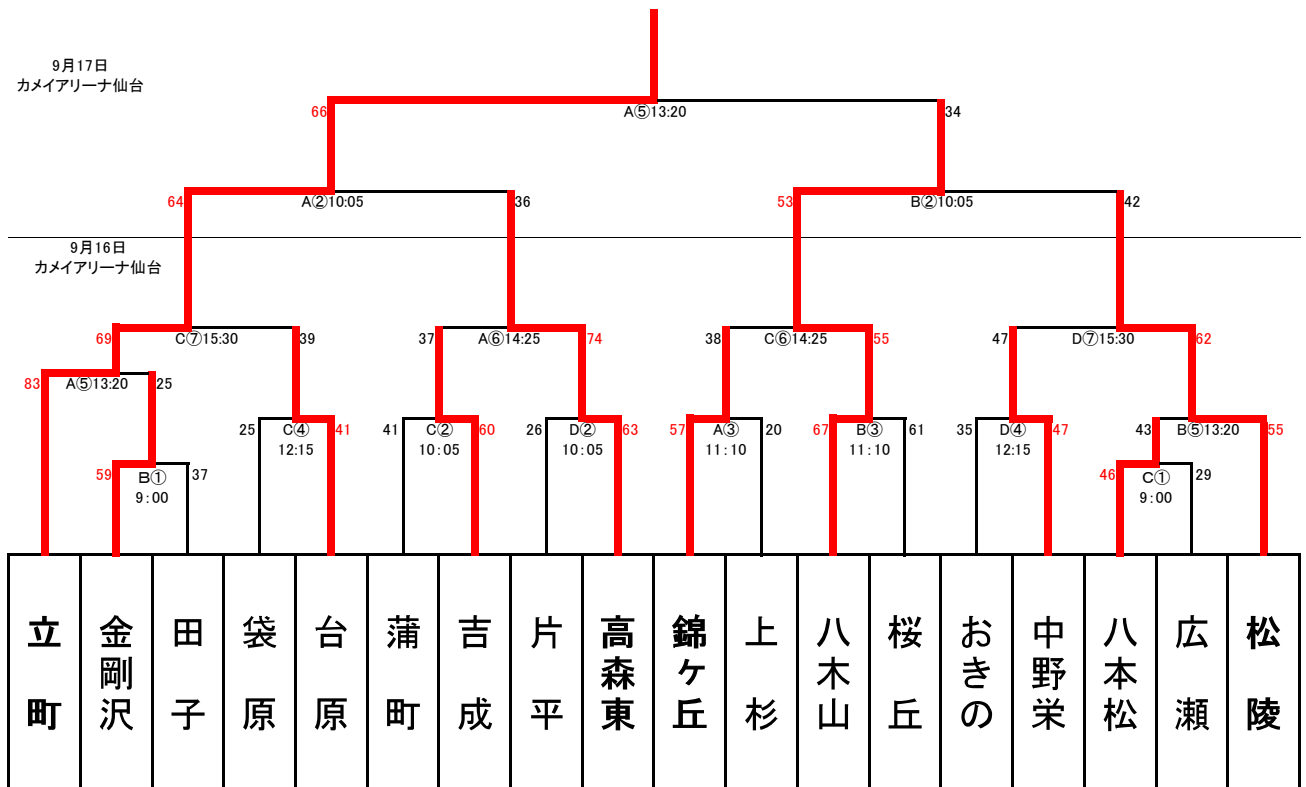 9月17日
カメイアリーナ仙台
66 A⑤13:20 34
64 A②10:05 36 53 B②10:05 42
9月16日
カメイアリーナ仙台
69 C⑦15:30 39 37 A⑥14:25 74 38 C⑥14:25 55 47 D⑦15:30 62
83 A⑤13:20 25
25 C④ 41 41 C② 60 26 D② 63 57 A③ 20 67 B③ 61 35 D④ 47 43 B⑤13:20 55
12:15 10:05 10:05 11:10 11:10 12:15
59 B① 37 46 C① 29
9:00 9:00
立町
金剛沢
田子
袋原
台原
蒲町
吉成
片平
高森東
錦ヶ丘
上杉
八木山
桜丘
おきの
中野栄
八本松
広瀬
松陵